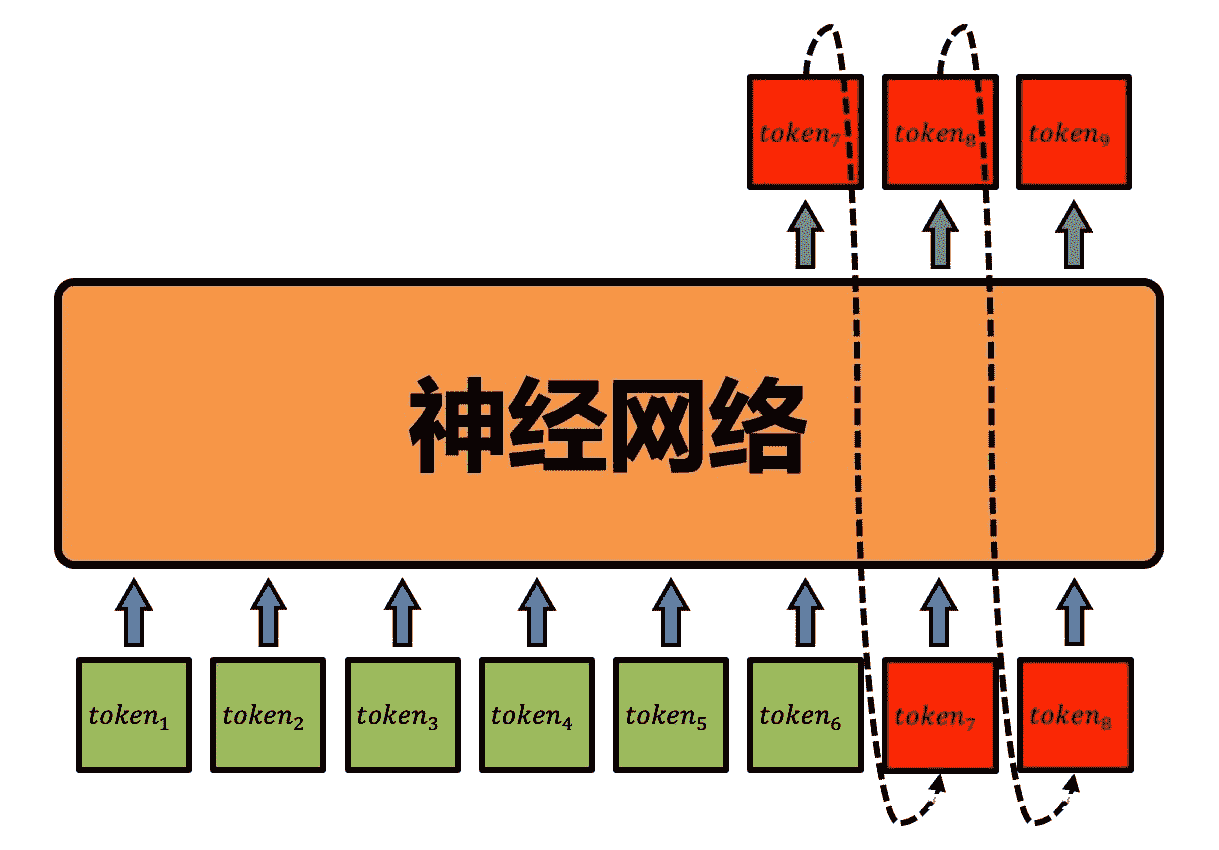 token₇ token₈ token₉
神经网络
token₁ token₂ token₃ token₄ token₅ token₆ token₇ token₈